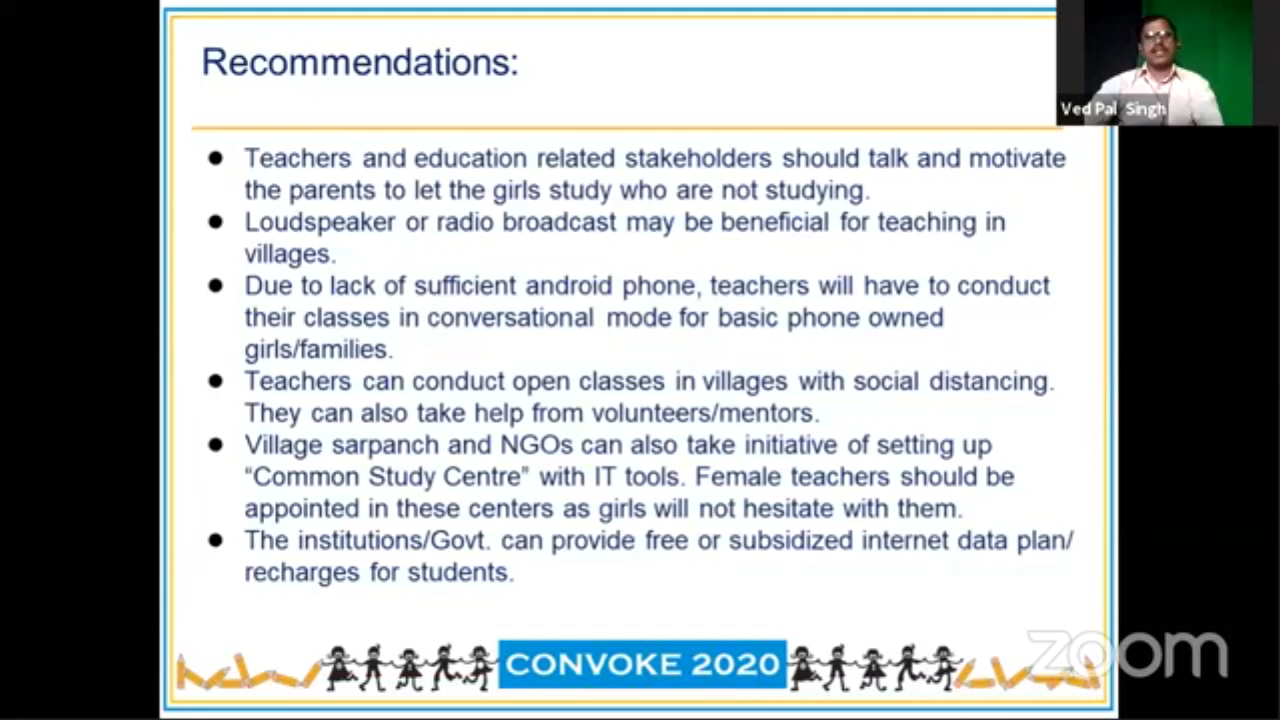 Recommendations:
Ved Pal Singh
● Teachers and education related stakeholders should talk and motivate
the parents to let the girls study who are not studying.
● Loudspeaker or radio broadcast may be beneficial for teaching in
villages.
● Due to lack of sufficient android phone, teachers will have to conduct
their classes in conversational mode for basic phone owned
girls/families.
● Teachers can conduct open classes in villages with social distancing.
They can also take help from volunteers/mentors.
● Village sarpanch and NGOs can also take initiative of setting up
“Common Study Centre” with IT tools. Female teachers should be
appointed in these centers as girls will not hesitate with them.
● The institutions/Govt. can provide free or subsidized internet data plan/
recharges for students.
CONVOKE 2020
zoom